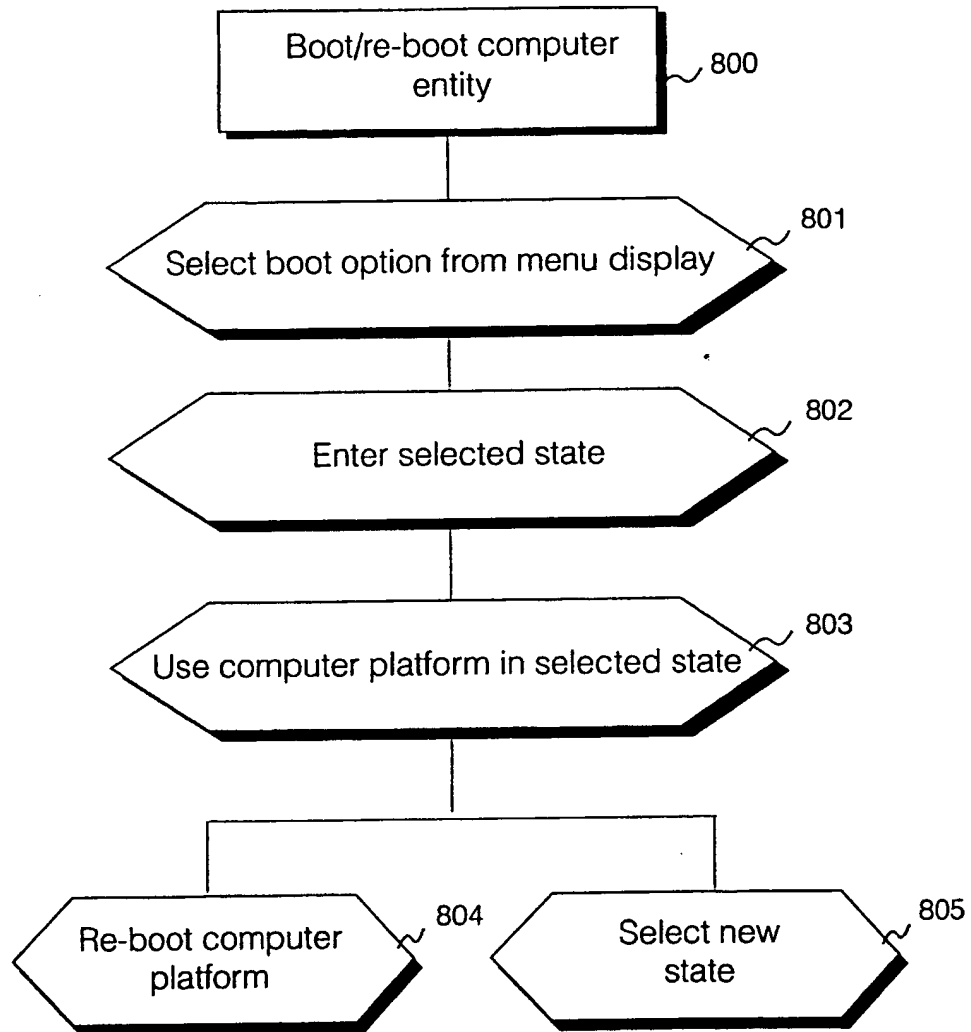 Boot/re-boot computer
entity
800
801
Select boot option from menu display
802
Enter selected state
803
Use computer platform in selected state
804
Re-boot computer
platform
805
Select new
state